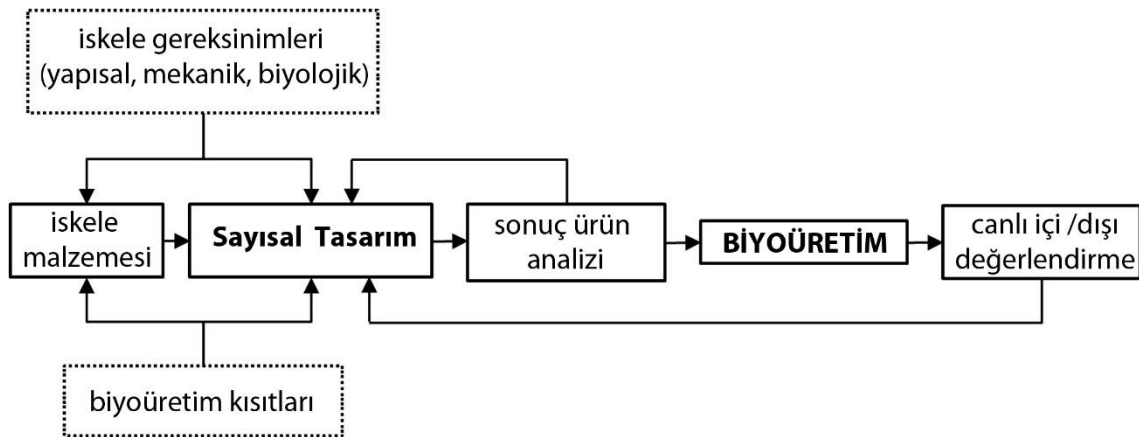 iskele gereksinimleri
(yapısal, mekanik, biyolojik)
iskele
malzemesi
Sayısal Tasarım
sonuç ürün
analizi
BİYOÜRETİM
canlı içi /dışı
değerlendirme
biyoüretim kısıtları